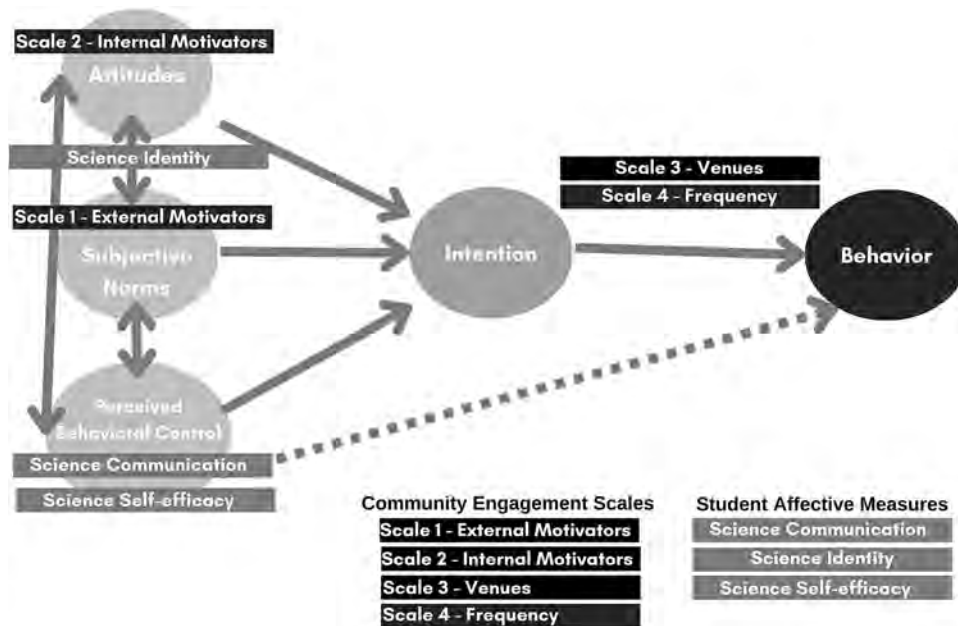 Scale 2 - Internal Motivators
Attitudes
Science Identity
Scale 1 - External Motivators
Subjective
Norms
Perceived
Behavioral Control
Science Communication
Science Self-efficacy
Intention
Scale 3 - Venues
Scale 4 - Frequency
Behavior
Community Engagement Scales
Scale 1 - External Motivators
Scale 2 - Internal Motivators
Scale 3 - Venues
Scale 4 - Frequency
Student Affective Measures
Science Communication
Science Identity
Science Self-efficacy